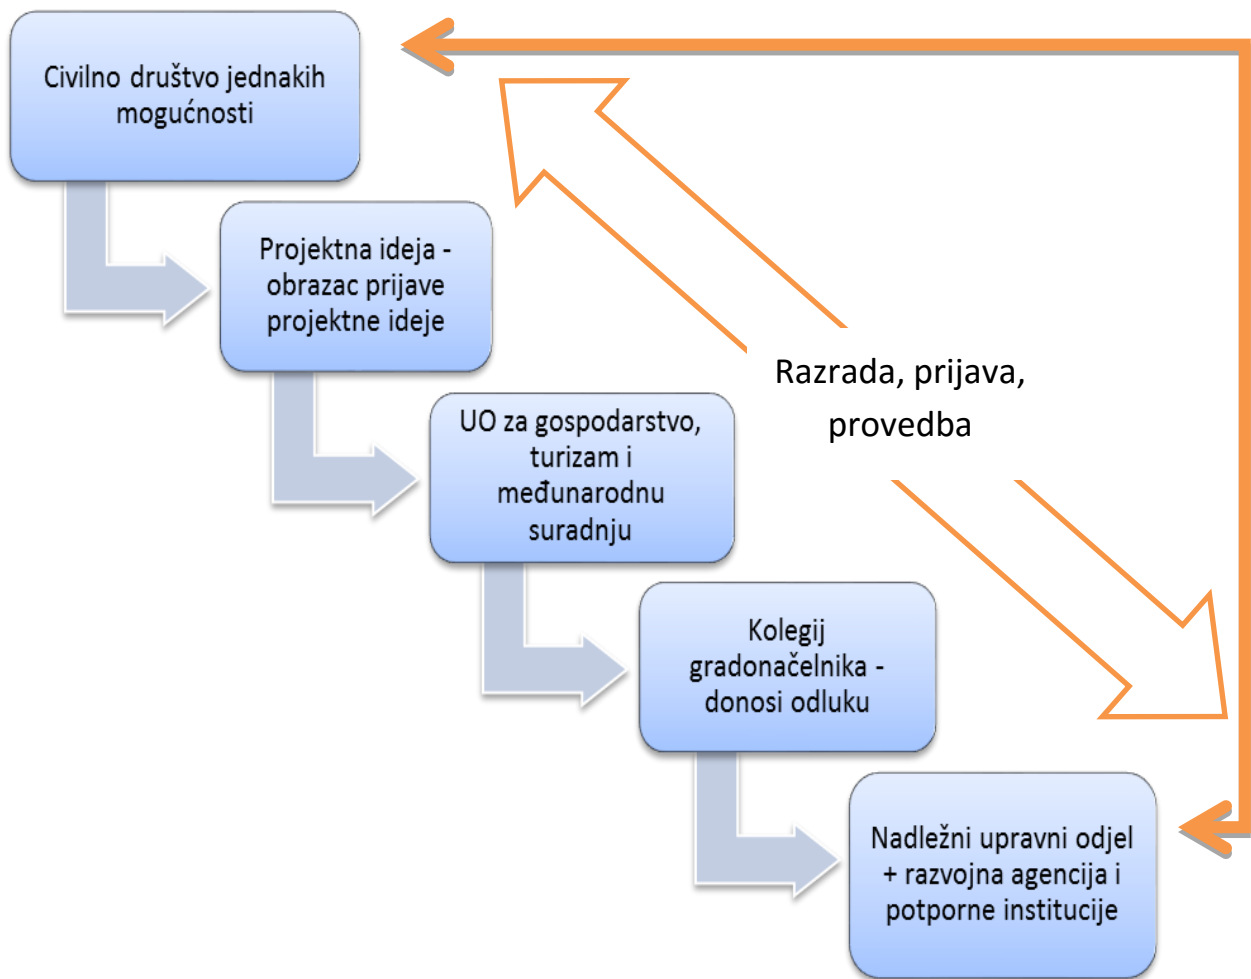 Civilno društvo jednakih
mogućnosti
Projektna ideja -
obrazac prijave
projektne ideje
Razrada, prijava,
provedba
UO za gospodarstvo,
turizam i
međunarodnu
suradnju
Kolegij
gradonačelnika -
donosi odluku
Nadležni upravni odjel
+ razvojna agencija i
potporne institucije